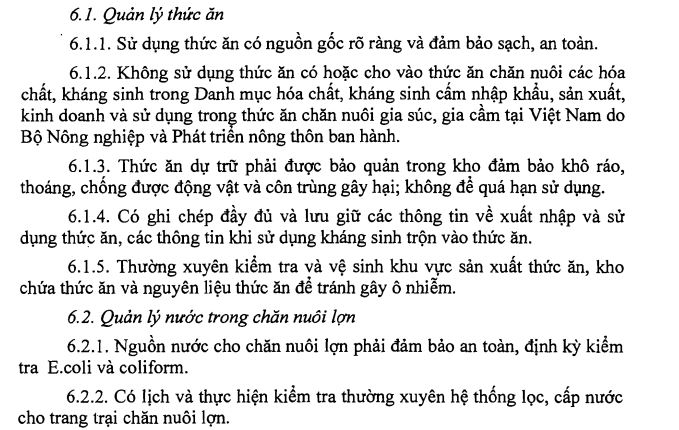 6.1. Quản lý thức ăn
6.1.1. Sử dụng thức ăn có nguồn gốc rõ ràng và đảm bảo sạch, an toàn.
6.1.2. Không sử dụng thức ăn có hoặc cho vào thức ăn chăn nuôi các hóa
chất, kháng sinh trong Danh mục hóa chất, kháng sinh cấm nhập khẩu, sản xuất,
kinh doanh và sử dụng trong thức ăn chăn nuôi gia súc, gia cầm tại Việt Nam do
Bộ Nông nghiệp và Phát triển nông thôn ban hành.
6.1.3. Thức ăn dự trữ phải được bảo quản trong kho đảm bảo khô ráo,
thoáng, chống được động vật và côn trùng gây hại; không để quá hạn sử dụng.
6.1.4. Có ghi chép đầy đủ và lưu giữ các thông tin về xuất nhập và sử
dụng thức ăn, các thông tin khi sử dụng kháng sinh trộn vào thức ăn.
6.1.5. Thường xuyên kiểm tra và vệ sinh khu vực sản xuất thức ăn, kho
chứa thức ăn và nguyên liệu thức ăn để tránh gây ô nhiễm.
6.2. Quản lý nước trong chăn nuôi lợn
6.2.1. Nguồn nước cho chăn nuôi lợn phải đảm bảo an toàn, định kỳ kiểm
tra E.coli và coliform.
6.2.2. Có lịch và thực hiện kiểm tra thường xuyên hệ thống lọc, cấp nước
cho trang trại chăn nuôi lợn.